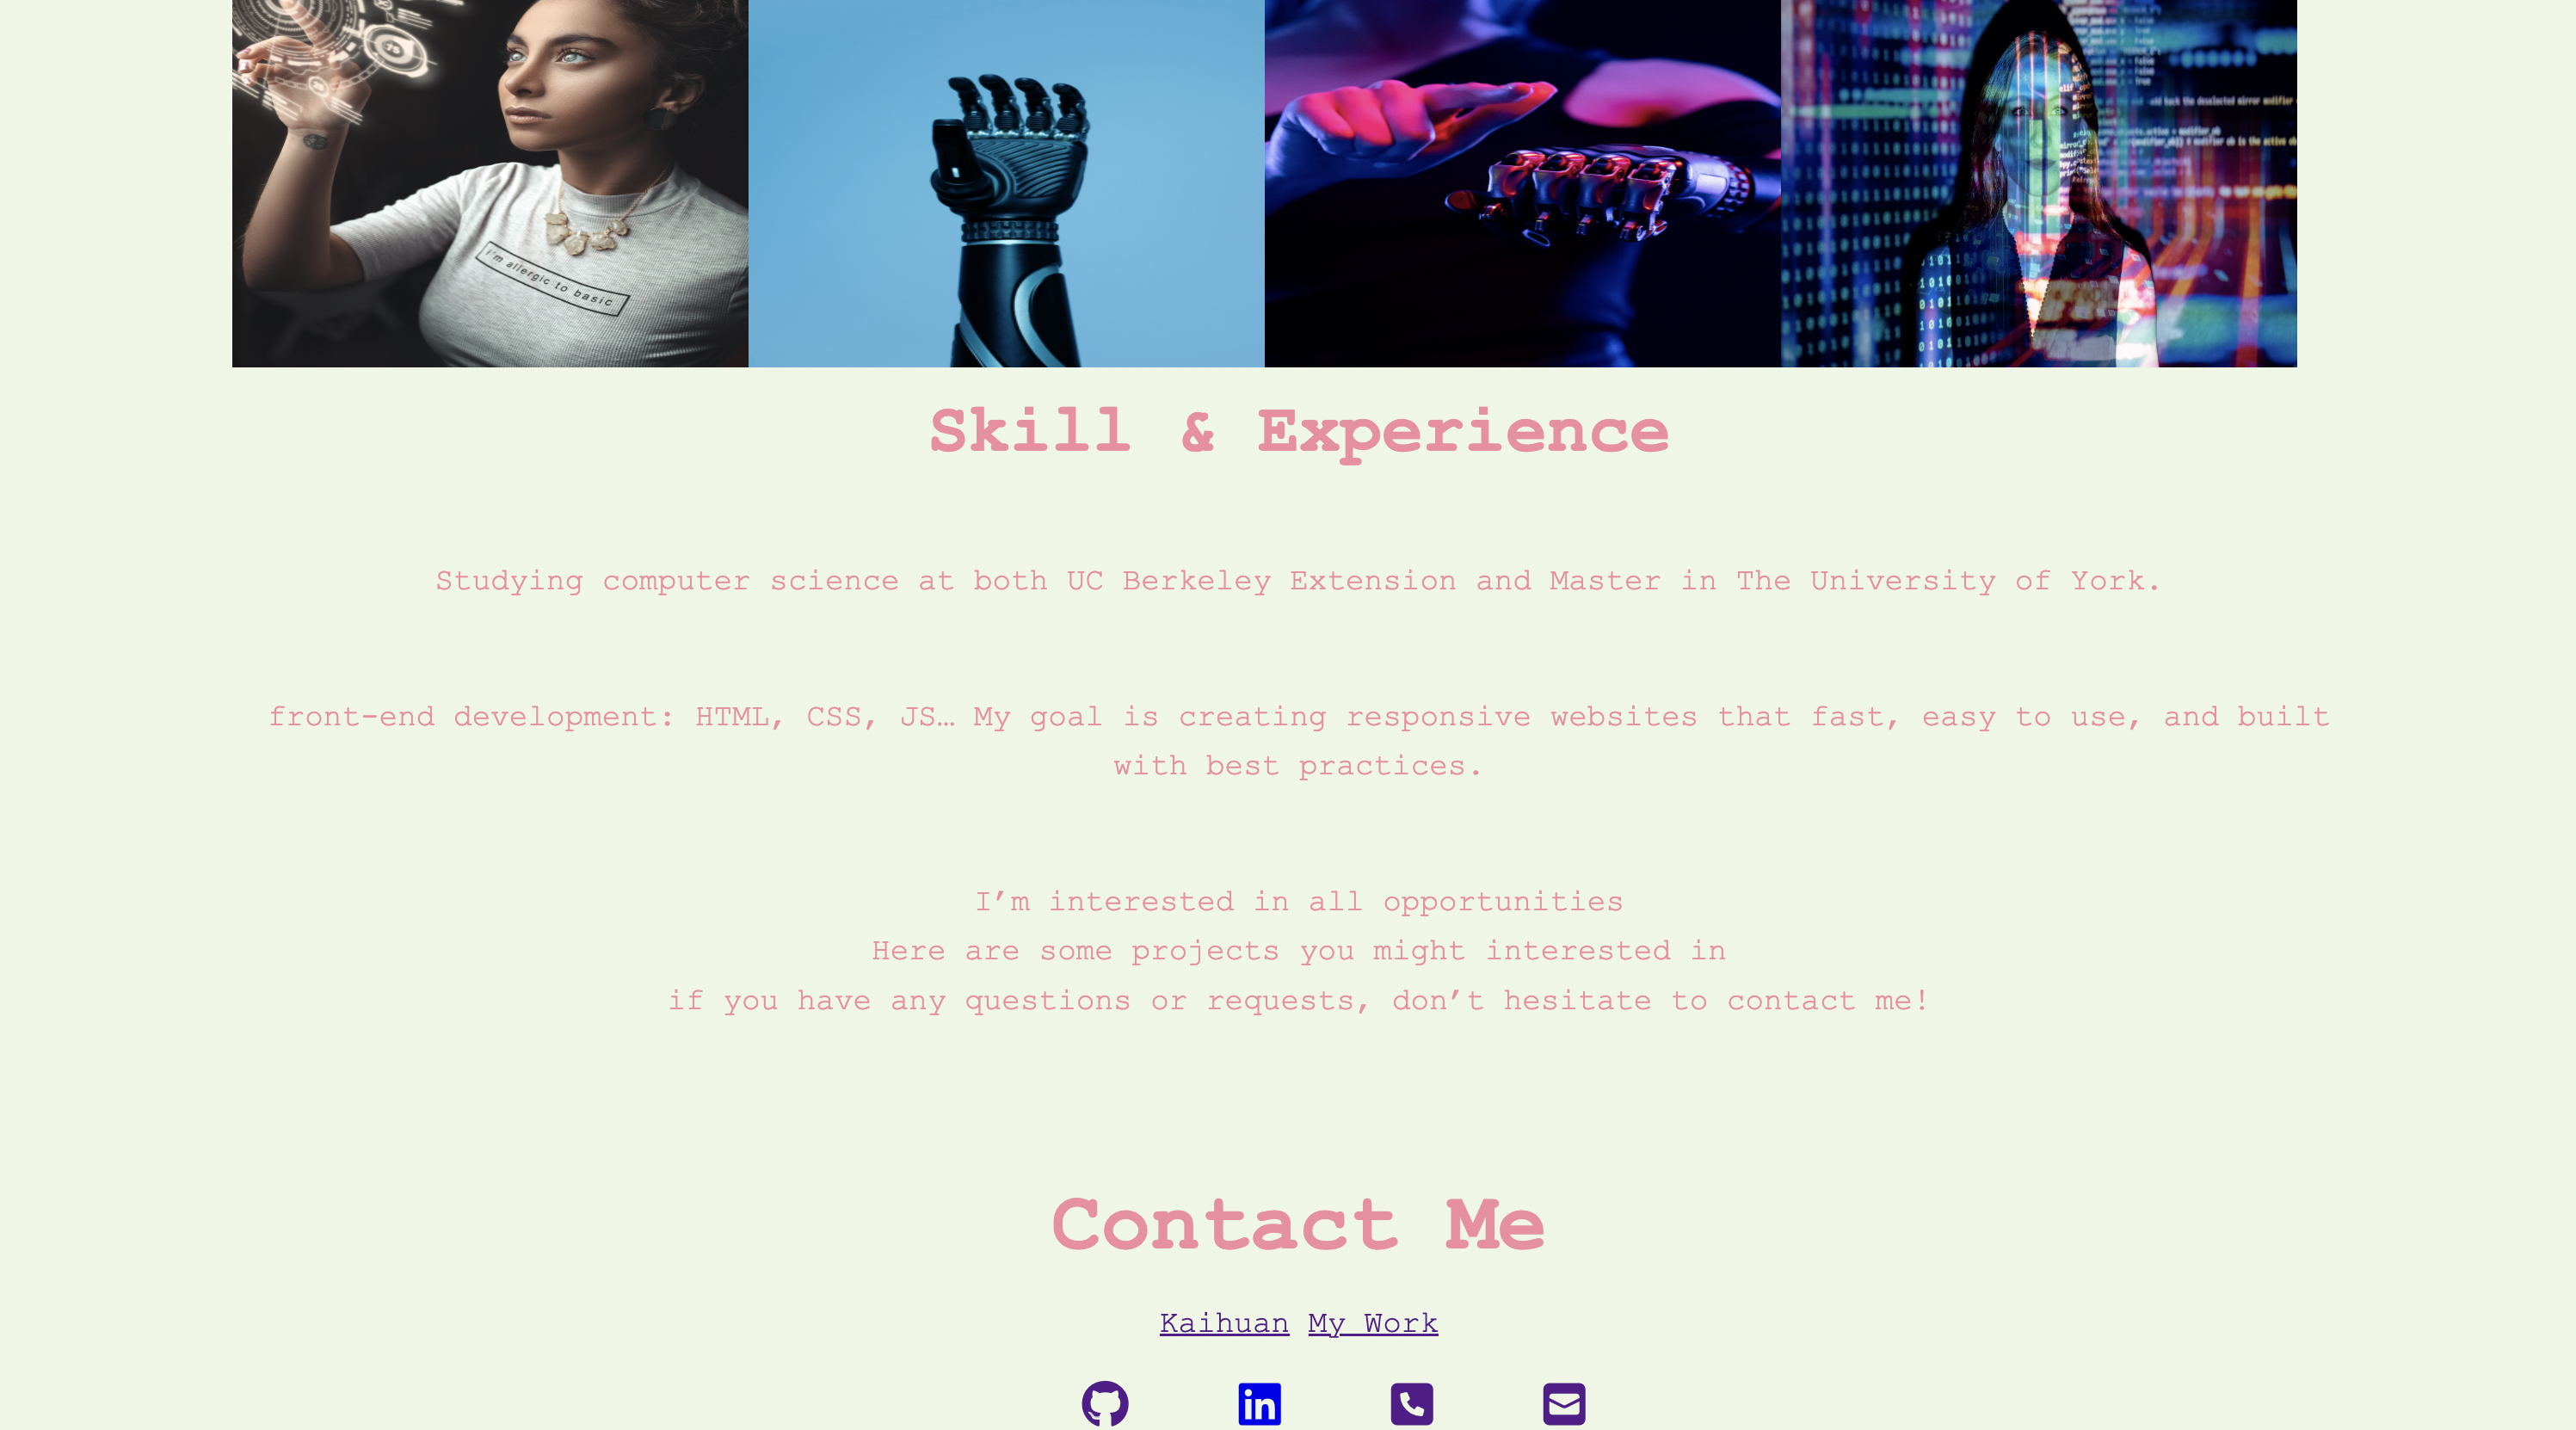 i'm allergic to basic
Skill & Experience
Studying computer science at both UC Berkeley Extension and Master in The University of York.
front-end development: HTML, CSS, JS… My goal is creating responsive websites that fast, easy to use, and built
with best practices.
I’m interested in all opportunities
Here are some projects you might interested in
if you have any questions or requests, don’t hesitate to contact me!
Contact Me
Kaihuan My Work
in